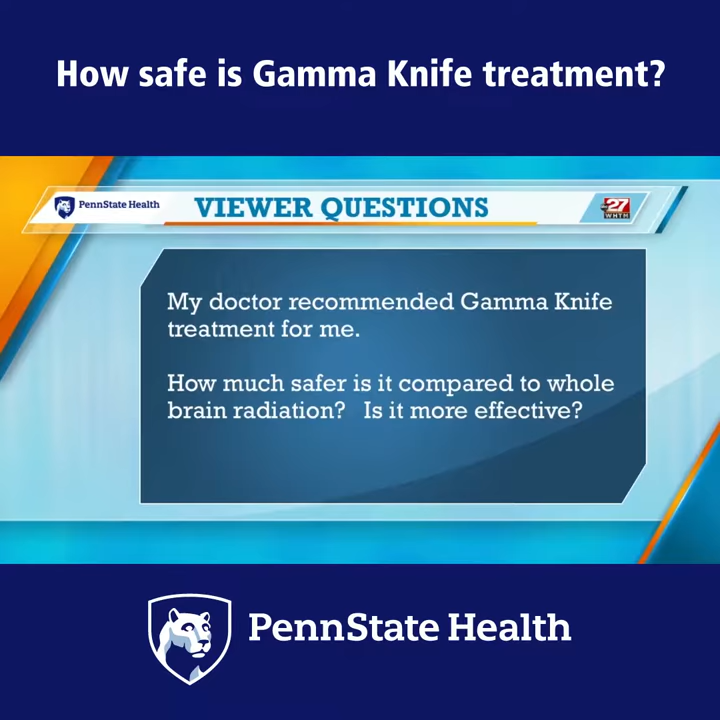 How safe is Gamma Knife treatment?
PennState Health
VIEWER QUESTIONS
abc 27
WHTM
My doctor recommended Gamma Knife
treatment for me.
How much safer is it compared to whole
brain radiation? Is it more effective?
PennState Health